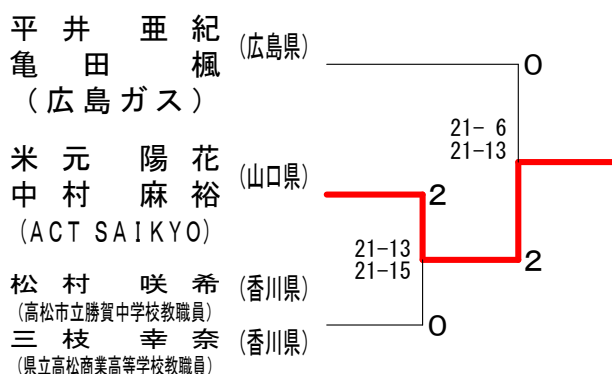 平井 亜紀 (広島県)
亀田 楓
(広島ガス)
0
21- 6
21-13
米元 陽花 (山口県)
中村 麻裕
(ACT SAIKYO)
2
21-13
21-15
2
松村 咲希 (香川県)
(高松市立勝賀中学校教職員)
0
三枝 幸奈 (香川県)
(県立高松商業高等学校教職員)